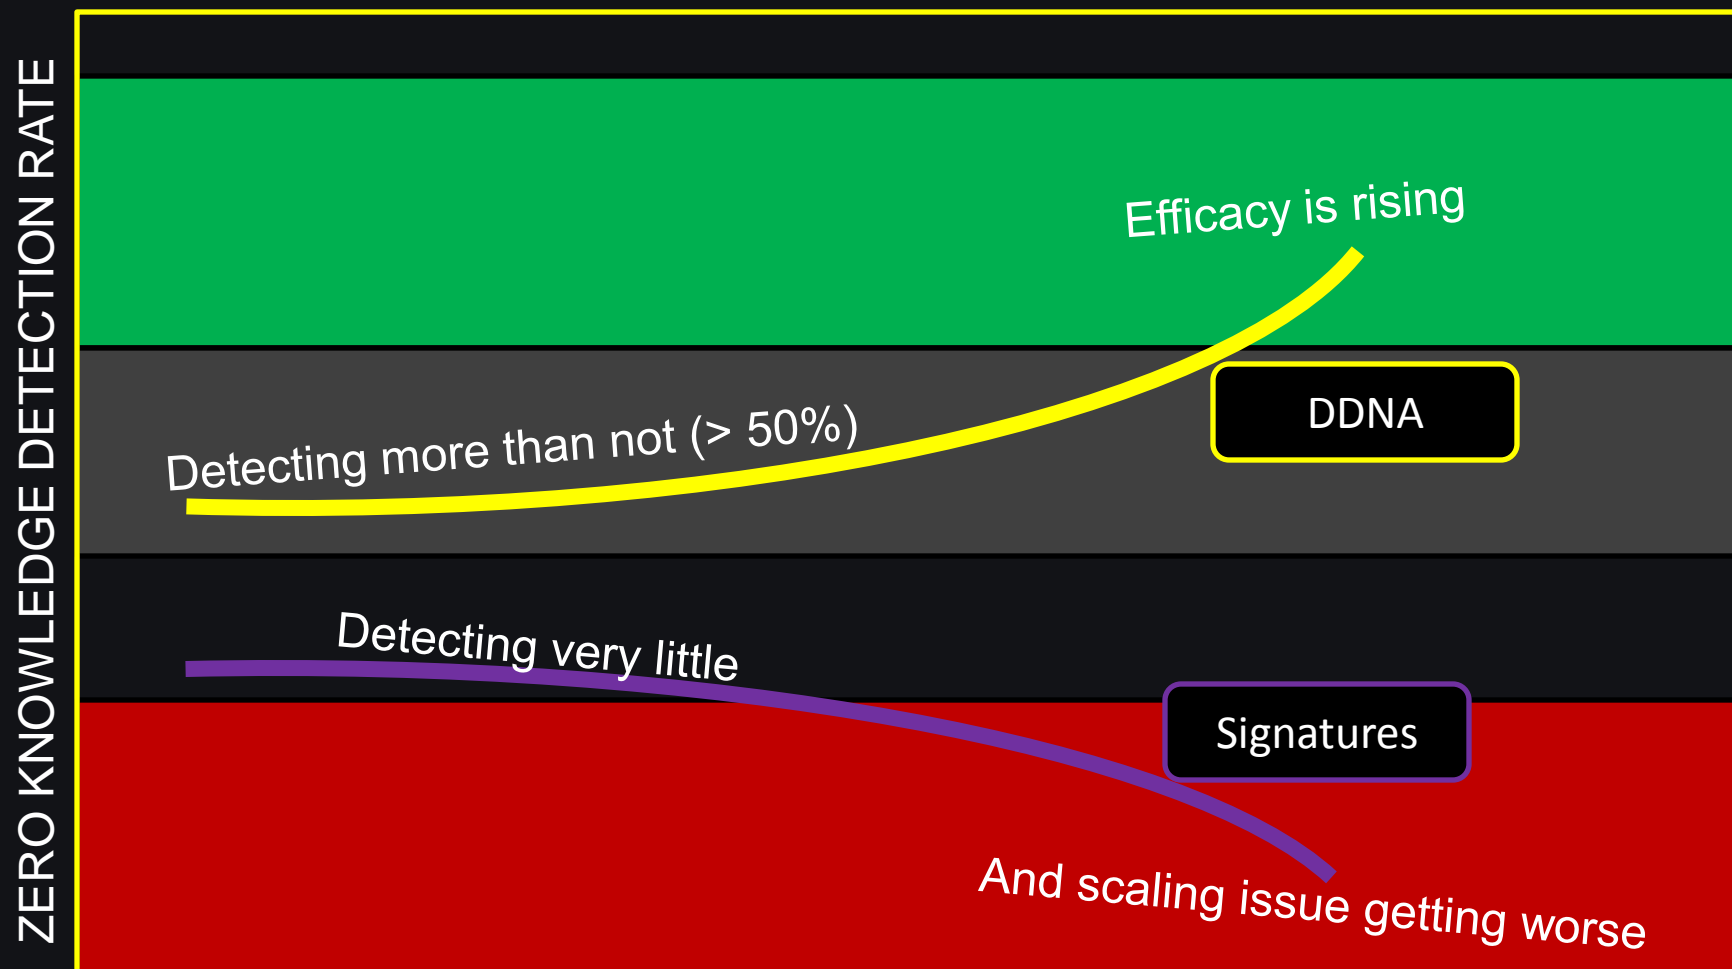 ZERO KNOWLEDGE DETECTION RATE
Efficacy is rising
DDNA
Detecting more than not (> 50%)
Detecting very little
Signatures
And scaling issue getting worse